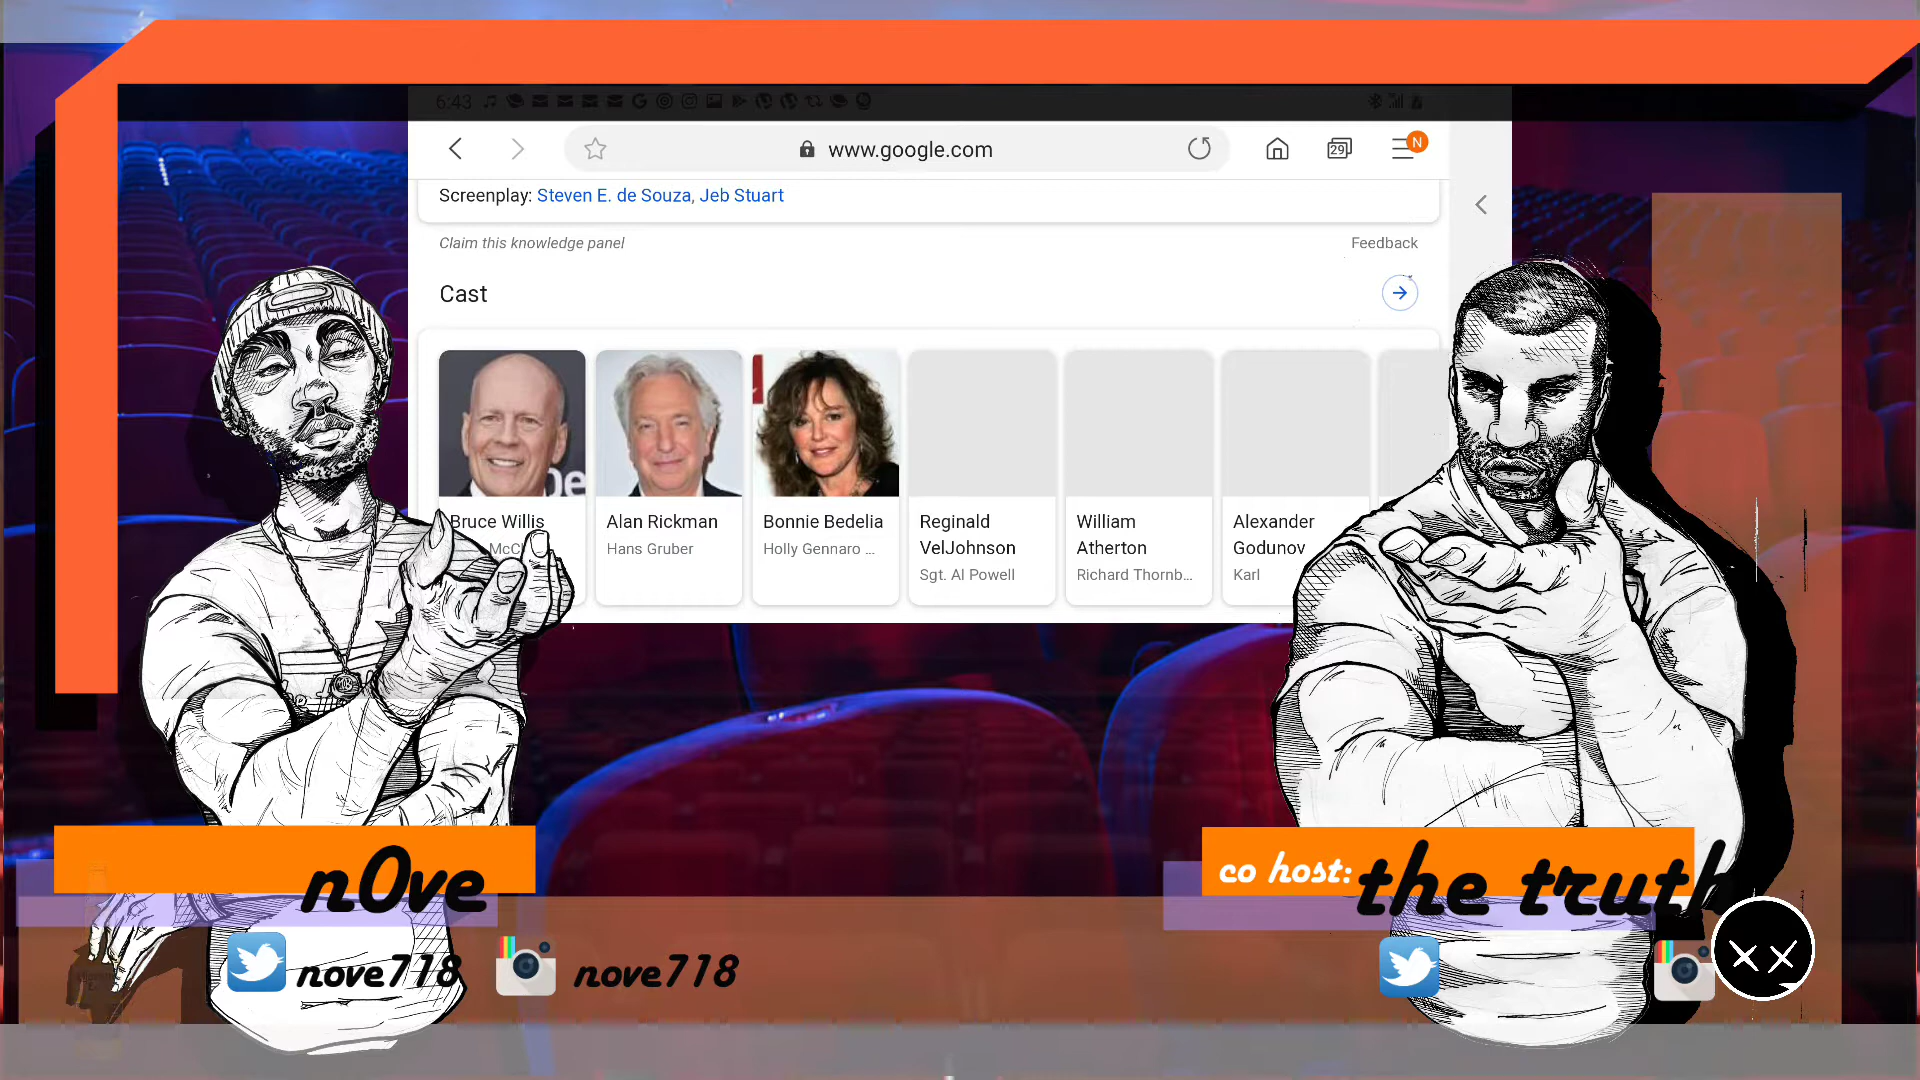 6:43
www.google.com
29
N
Screenplay: Steven E. de Souza, Jeb Stuart
Claim this knowledge panel
Feedback
Cast
Bruce Willis
McC
Alan Rickman
Hans Gruber
Bonnie Bedelia
Holly Gennaro ...
Reginald
VelJohnson
Sgt. Al Powell
William
Atherton
Richard Thornb...
Alexander
Godunov
Karl
n0ve
nove718
nove718
co host: the truth